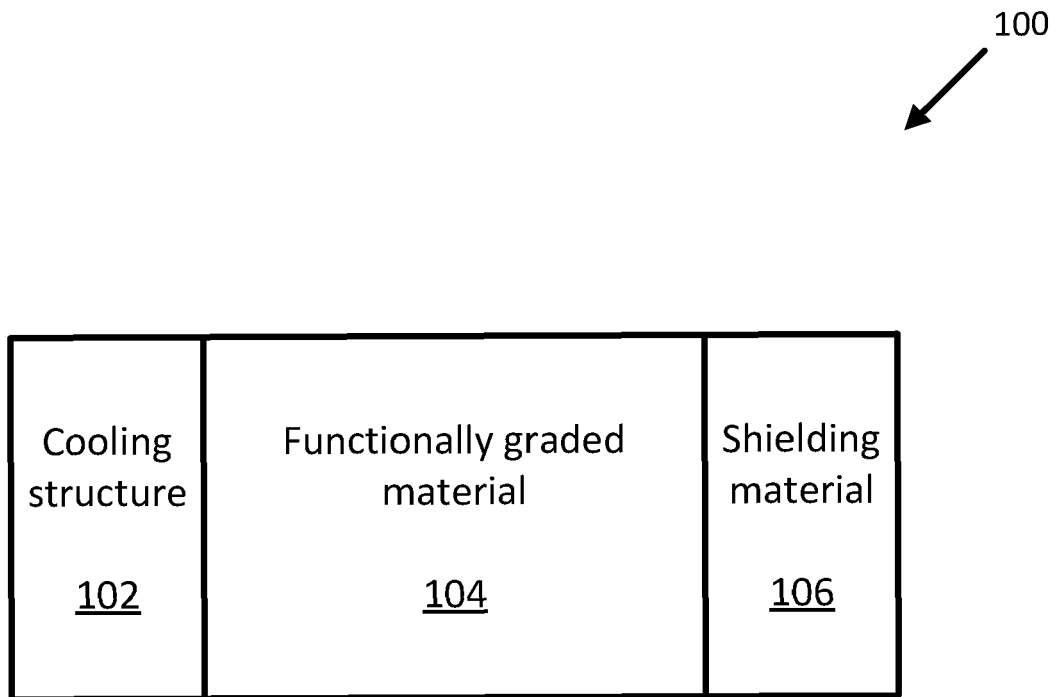 100
Cooling
structure
102
Functionally graded
material
104
Shielding
material
106